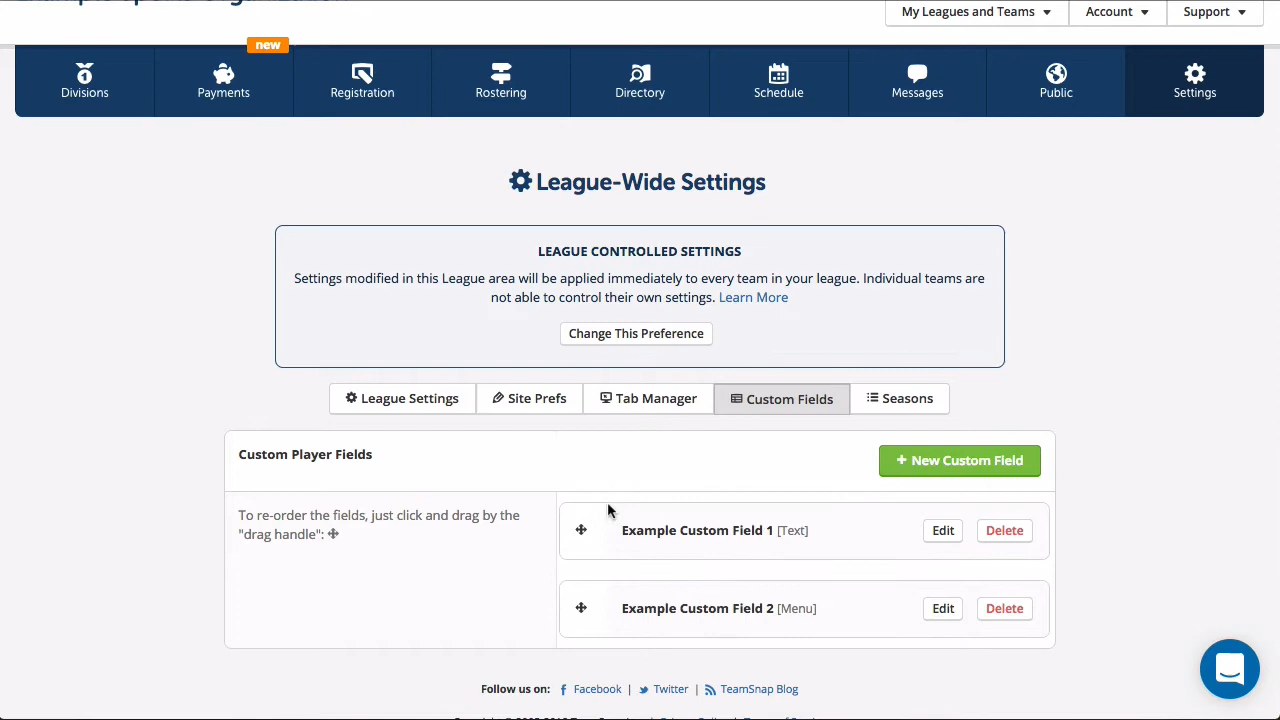 My Leagues and Teams
Account
Support
new
Divisions
Payments
Registration
Rostering
Directory
Schedule
Messages
Public
Settings
League-Wide Settings
LEAGUE CONTROLLED SETTINGS
Settings modified in this League area will be applied immediately to every team in your league. Individual teams are
not able to control their own settings. Learn More
Change This Preference
League Settings
Site Prefs
Tab Manager
Custom Fields
Seasons
Custom Player Fields
+ New Custom Field
To re-order the fields, just click and drag by the
"drag handle":
Example Custom Field 1 [Text]
Edit
Delete
Example Custom Field 2 [Menu]
Edit
Delete
Follow us on: Facebook | Twitter | TeamSnap Blog